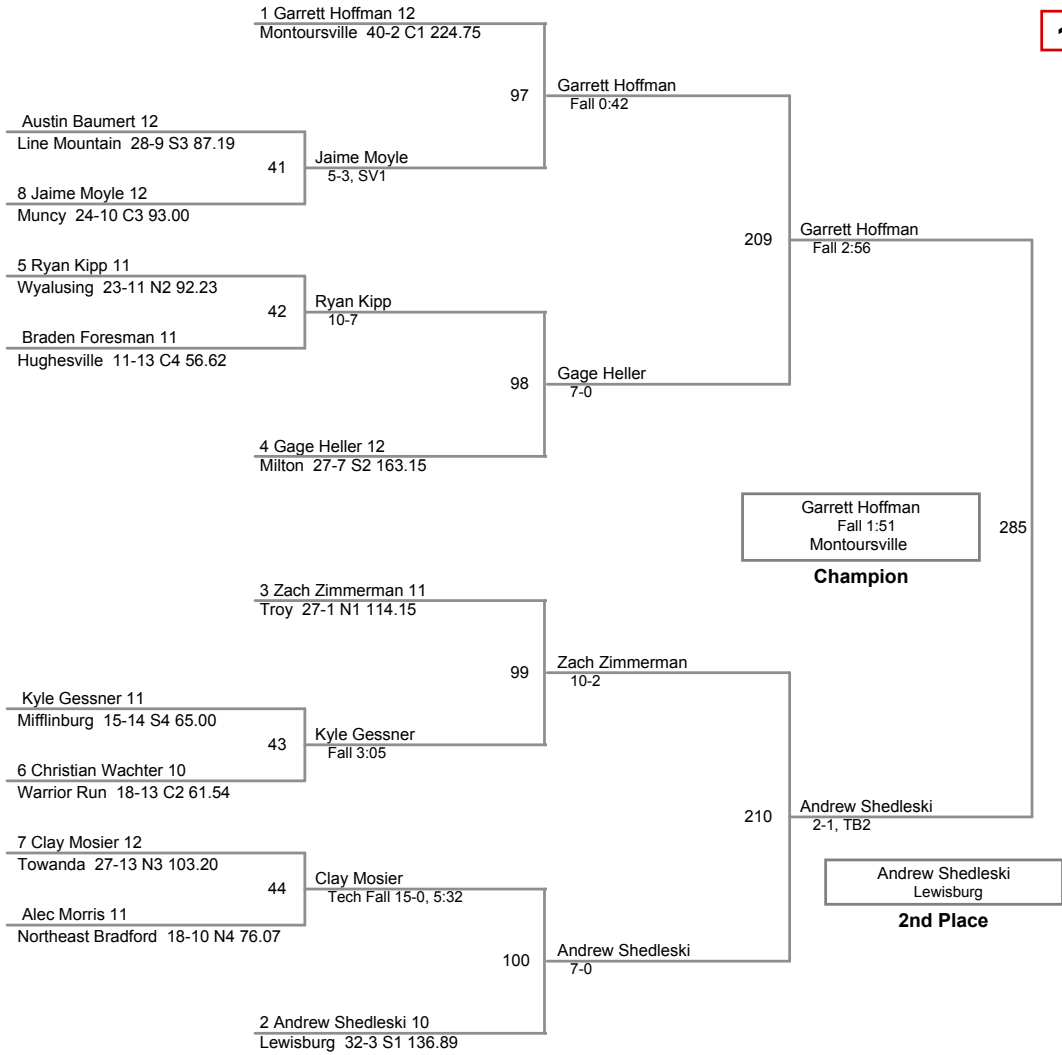 1 Garrett Hoffman 12
Montoursville 40-2 C1 224.75
97
Garrett Hoffman
Fall 0:42
Austin Baumert 12
Line Mountain 28-9 S3 87.19
41
Jaime Moyle
5-3, SV1
8 Jaime Moyle 12
Muncy 24-10 C3 93.00
209
Garrett Hoffman
Fall 2:56
5 Ryan Kipp 11
Wyalusing 23-11 N2 92.23
42
Ryan Kipp
10-7
Braden Foresman 11
Hughesville 11-13 C4 56.62
98
Gage Heller
7-0
4 Gage Heller 12
Milton 27-7 S2 163.15
Garrett Hoffman
Fall 1:51
Montoursville
285
Champion
3 Zach Zimmerman 11
Troy 27-1 N1 114.15
99
Zach Zimmerman
10-2
Kyle Gessner 11
Mifflinburg 15-14 S4 65.00
43
Kyle Gessner
Fall 3:05
6 Christian Wachter 10
Warrior Run 18-13 C2 61.54
210
Andrew Shedleski
2-1, TB2
7 Clay Mosier 12
Towanda 27-13 N3 103.20
44
Clay Mosier
Tech Fall 15-0, 5:32
Alec Morris 11
Northeast Bradford 18-10 N4 76.07
Andrew Shedleski
Lewisburg
2nd Place
100
Andrew Shedleski
7-0
2 Andrew Shedleski 10
Lewisburg 32-3 S1 136.89